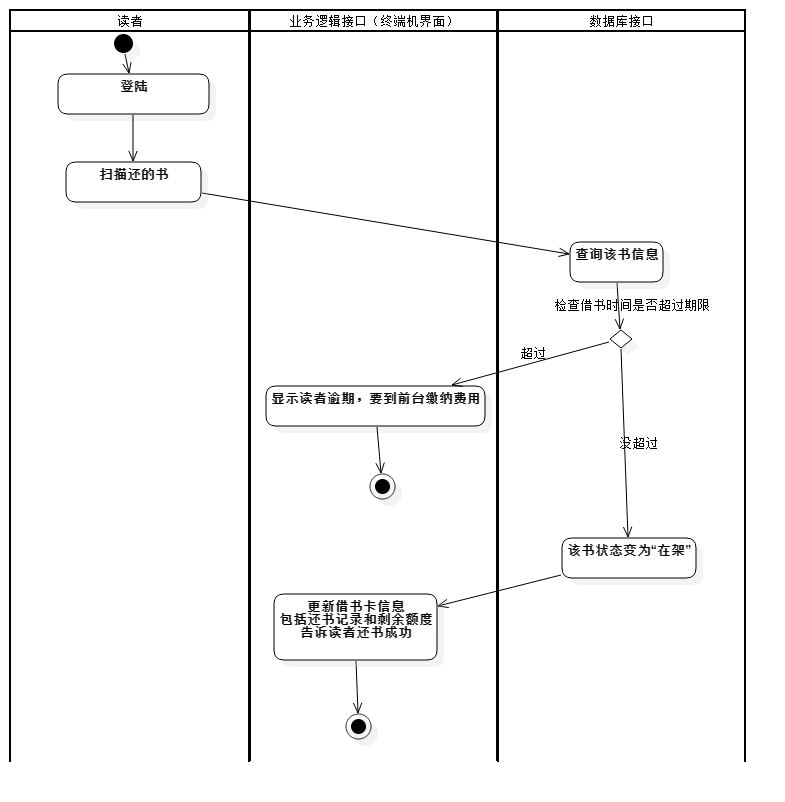 读者
业务逻辑接口（终端机界面）
数据库接口
登陆
扫描还的书
查询该书信息
检查借书时间是否超过期限
超过
显示读者逾期，要到前台缴纳费用
没超过
该书状态变为“在架”
更新借书卡信息
包括还书记录和剩余额度
告诉读者还书成功